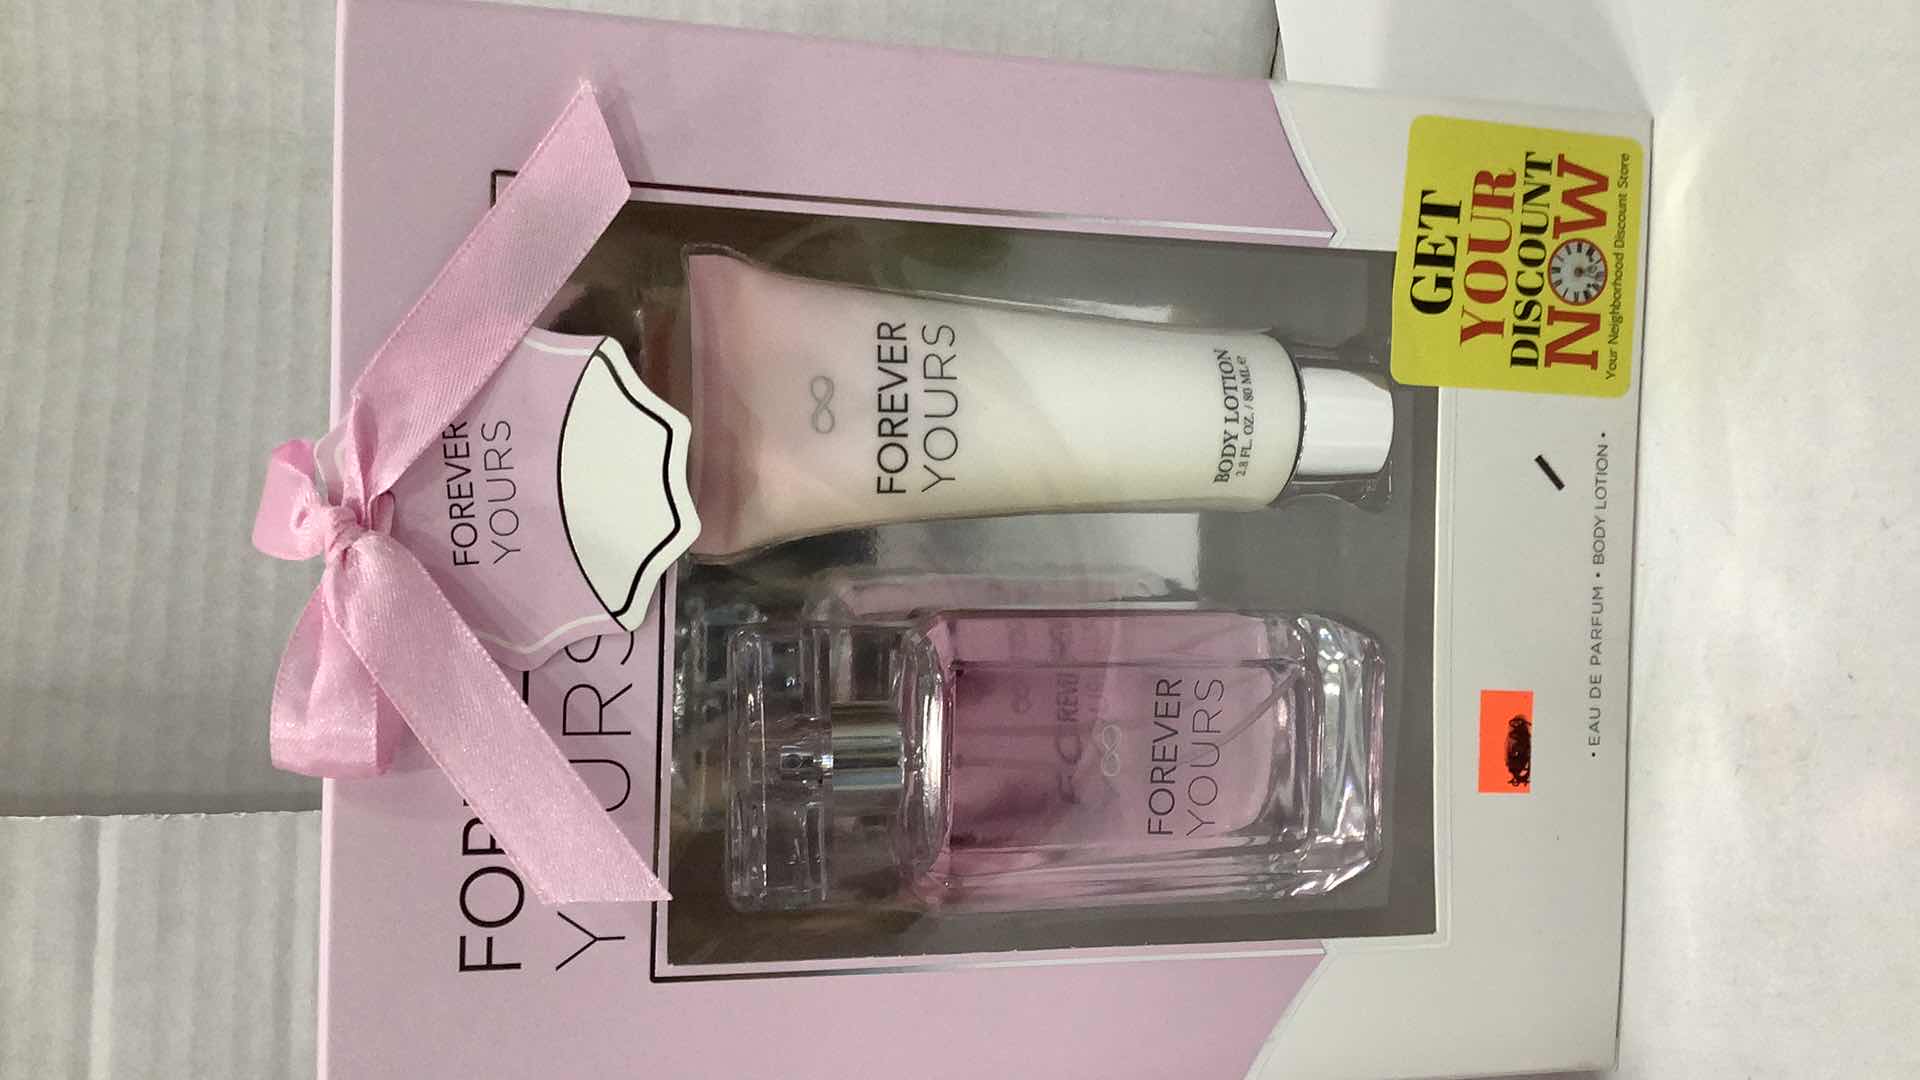 FOREVER
YOURS
FOR
YOURS
FOREVER
YOURS
BODY LOTION
2.8 FL. OZ. / 80 ML e
FOREVER
YOURS
GET
YOUR
DISCOUNT
NOW
Your Neighborhood Discount Store
• EAU DE PARFUM • BODY LOTION •